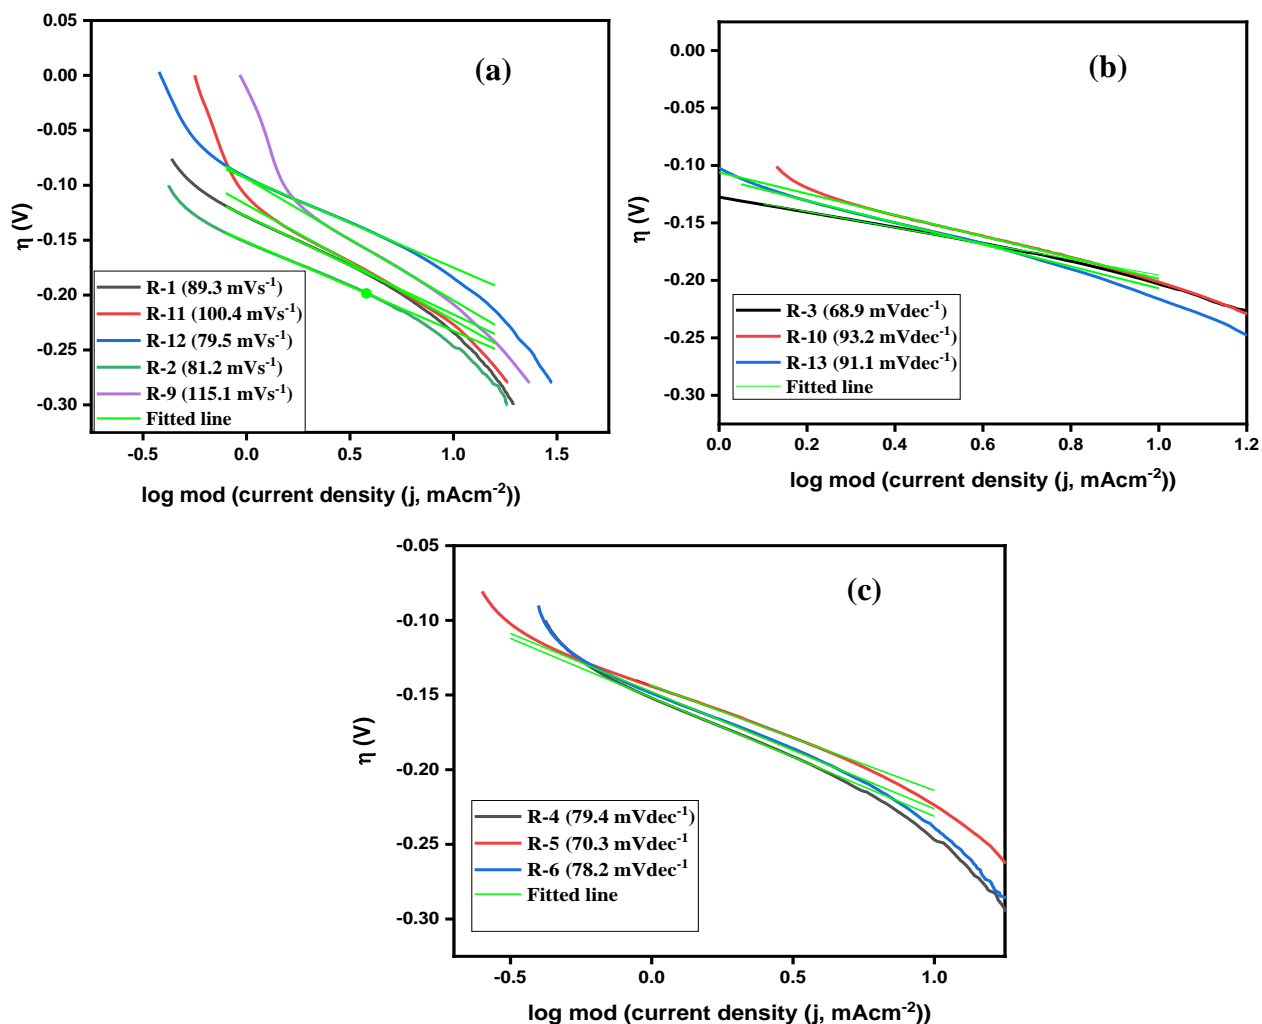 (a)
0.05
0.00
-0.05
-0.10
-0.15
-0.20
-0.25
-0.30
η (V)
R-1 (89.3 mVs⁻¹)
R-11 (100.4 mVs⁻¹)
R-12 (79.5 mVs⁻¹)
R-2 (81.2 mVs⁻¹)
R-9 (115.1 mVs⁻¹)
Fitted line
-0.5 0.0 0.5 1.0 1.5
log mod (current density (j, mAcm⁻²))
(b)
0.00
-0.05
-0.10
-0.15
-0.20
-0.25
-0.30
η (V)
R-3 (68.9 mVdec⁻¹)
R-10 (93.2 mVdec⁻¹)
R-13 (91.1 mVdec⁻¹)
Fitted line
0.0 0.2 0.4 0.6 0.8 1.0 1.2
log mod (current density (j, mAcm⁻²))
(c)
-0.05
-0.10
-0.15
-0.20
-0.25
-0.30
η (V)
R-4 (79.4 mVdec⁻¹)
R-5 (70.3 mVdec⁻¹
R-6 (78.2 mVdec⁻¹
Fitted line
-0.5 0.0 0.5 1.0
log mod (current density (j, mAcm⁻²))